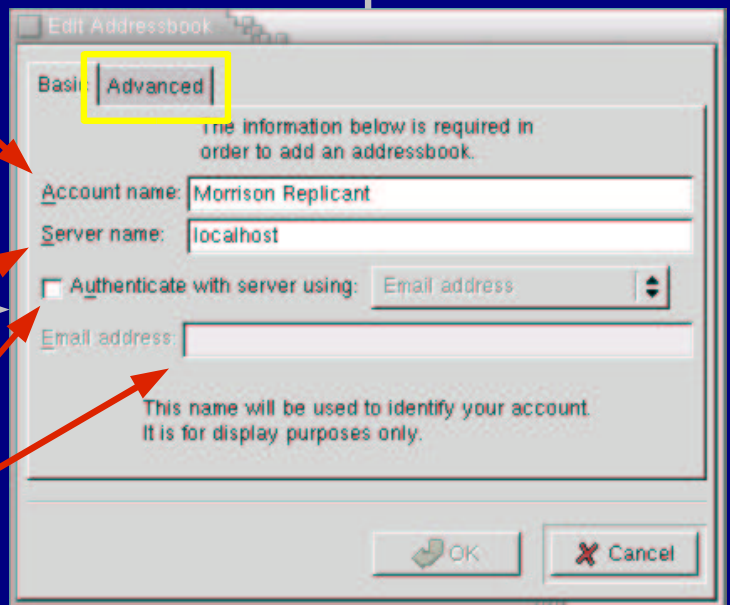 Edit Addressbook
Basic
Advanced
The information below is required in
order to add an addressbook.
Account name: Morrison Replicant
Server name: localhost
Authenticate with server using: Email address
Email address:
This name will be used to identify your account.
It is for display purposes only.
OK
Cancel